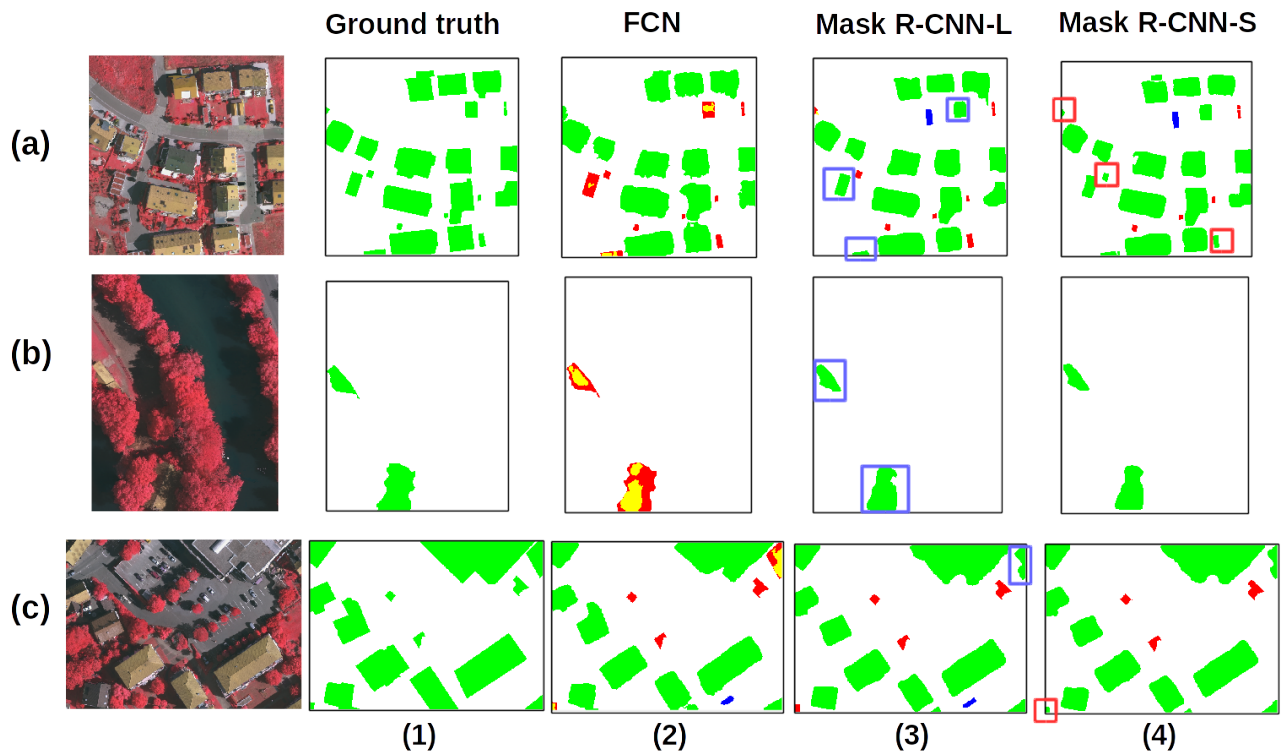 Ground truth FCN Mask R-CNN-L Mask R-CNN-S
(a)
(b)
(c)
(1) (2) (3) (4)